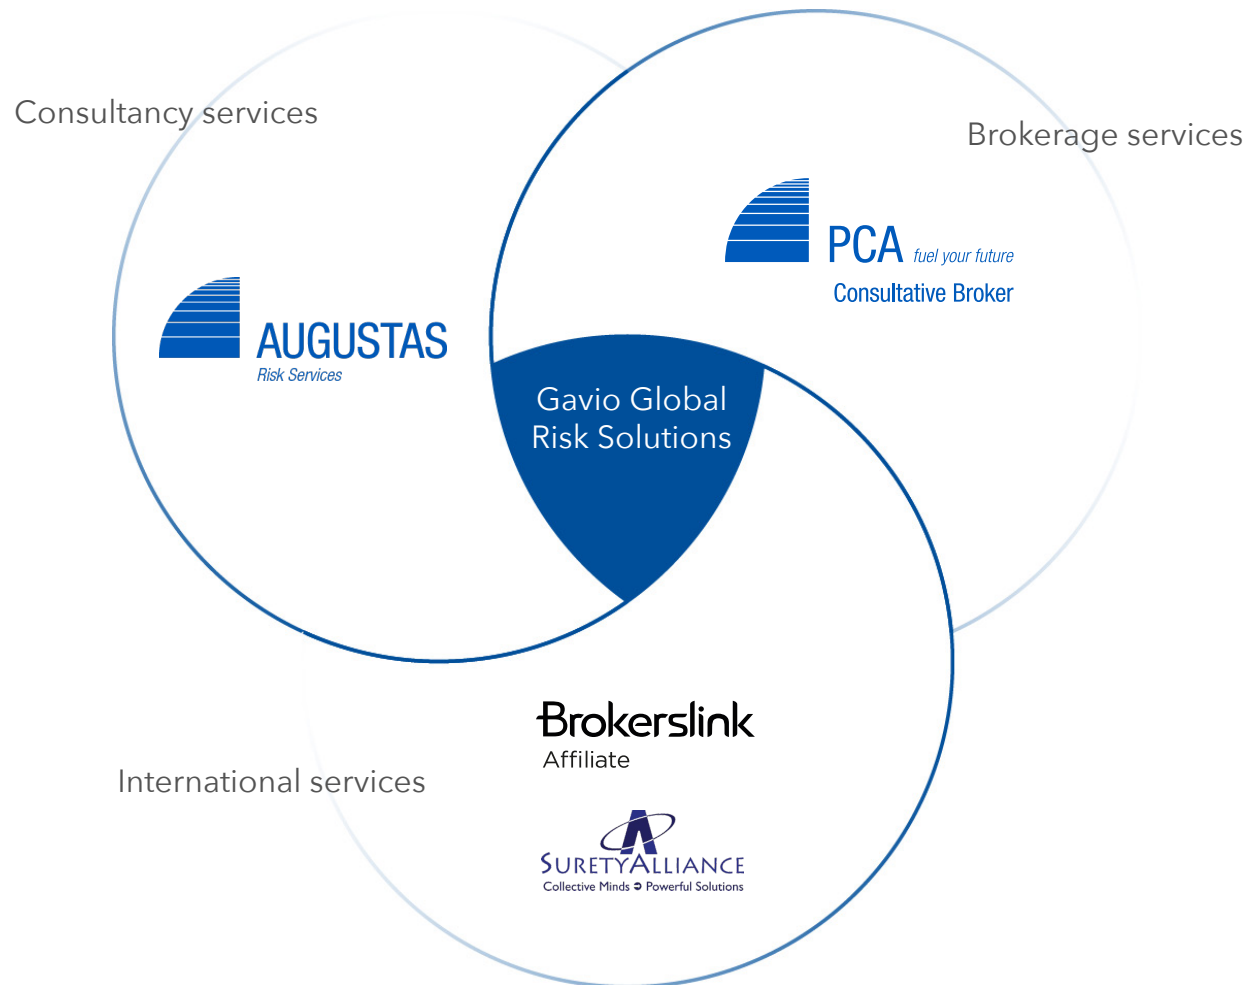 Consultancy services
Brokerage services
PCA fuel your future
Consultative Broker
AUGUSTAS
Risk Services
Gavio Global
Risk Solutions
Brokerslink
Affiliate
International services
SURETYALLIANCE
Collective Minds ➲ Powerful Solutions